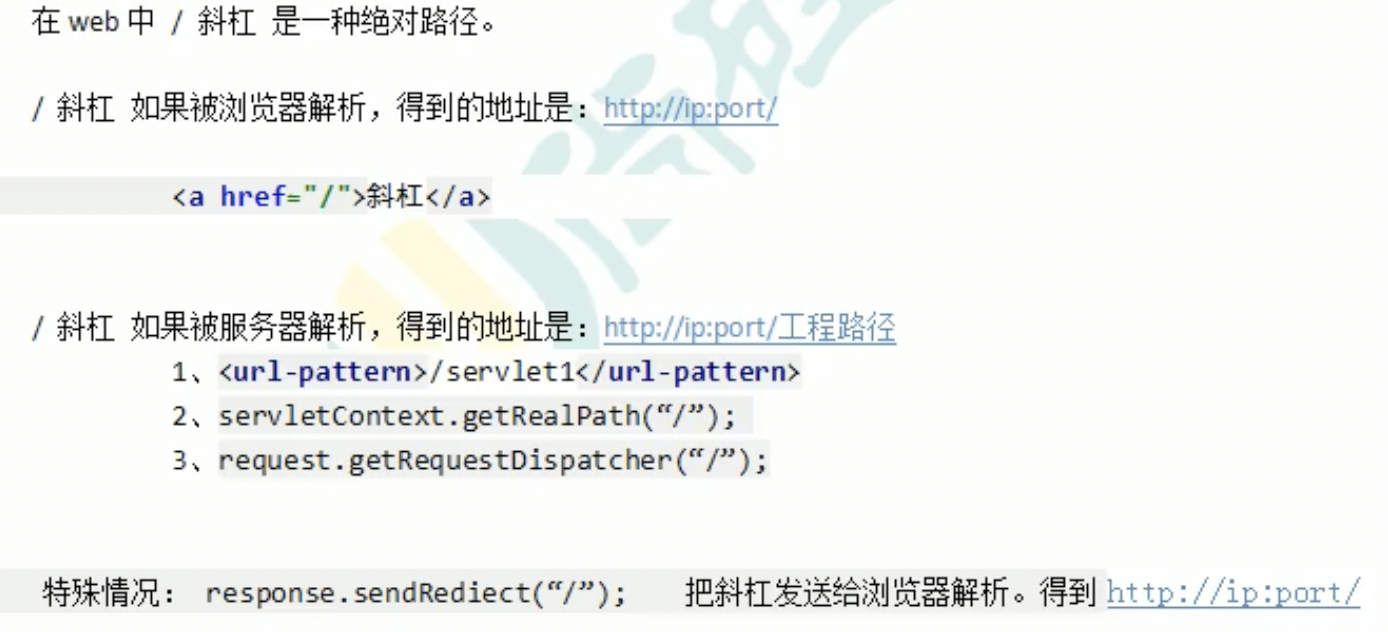 在 web 中 / 斜杠 是一种绝对路径。
/ 斜杠 如果被浏览器解析，得到的地址是：http://ip:port/
<a href="/">斜杠</a>
/ 斜杠 如果被服务器解析，得到的地址是：http://ip:port/工程路径
1、<url-pattern>/servlet1</url-pattern>
2、servletContext.getRealPath(“/”);
3、request.getRequestDispatcher(“/”);
特殊情况： response.sendRediect(“/”); 把斜杠发送给浏览器解析。得到 http://ip:port/